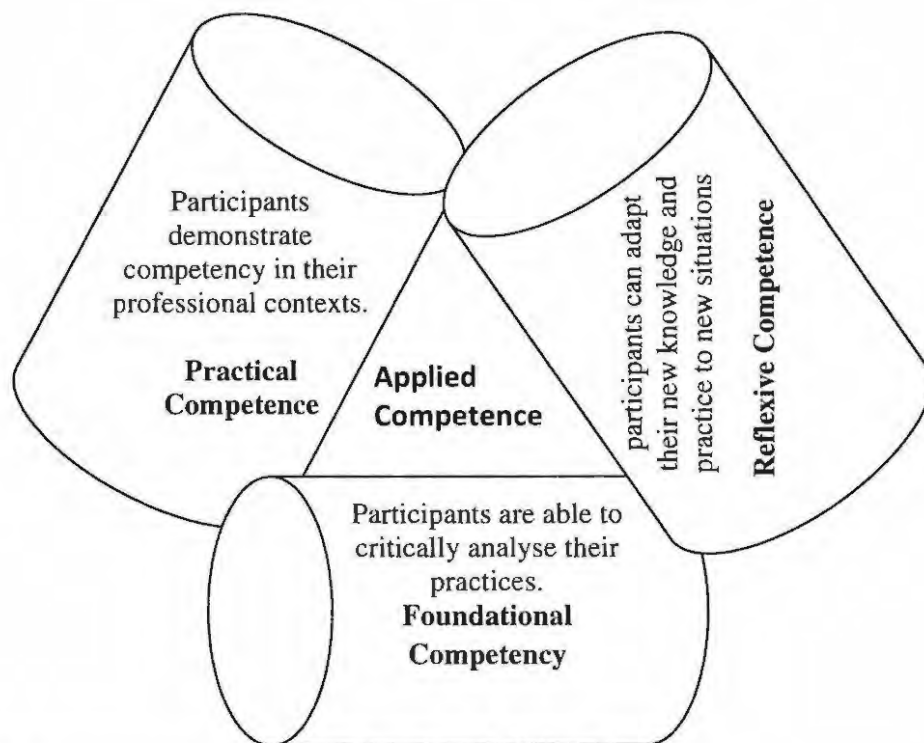 Participants
demonstrate
competency in their
professional contexts.
Practical
Competence
Applied
Competence
participants can adapt
their new knowledge and
practice to new situations
Reflexive Competence
Participants are able to
critically analyse their
practices.
Foundational
Competency